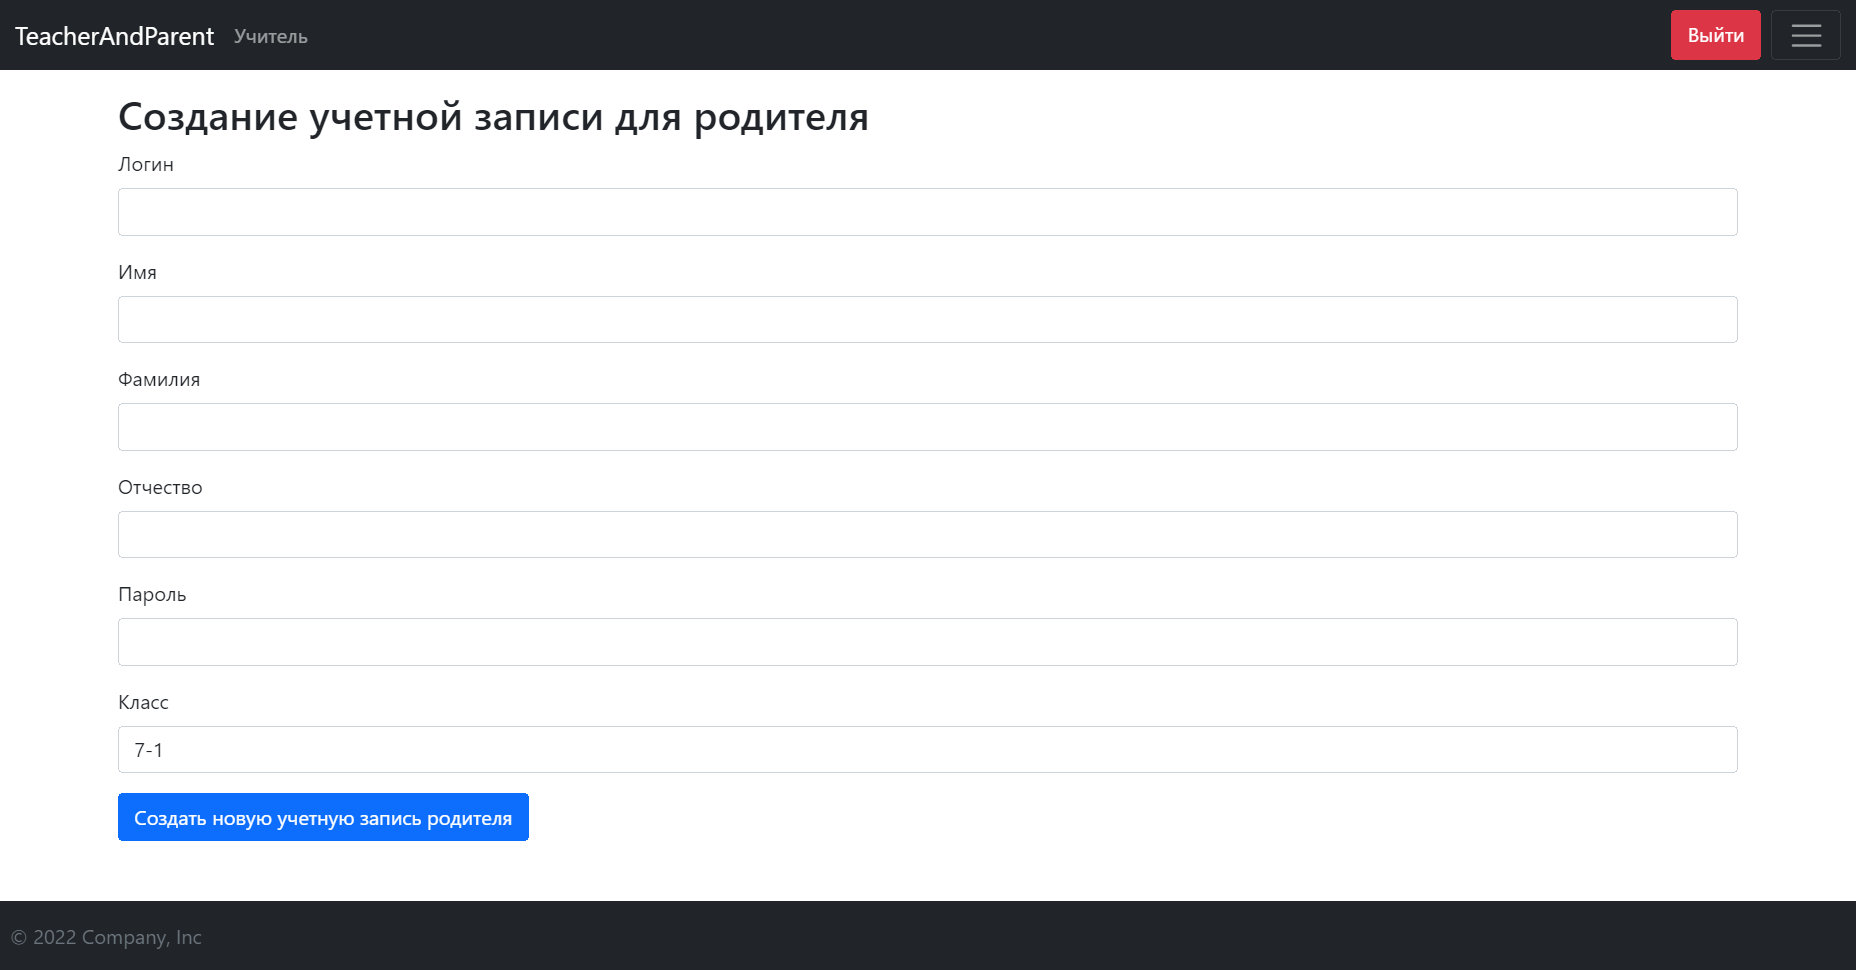 TeacherAndParent Учитель Выйти
Создание учетной записи для родителя
Логин
Имя
Фамилия
Отчество
Пароль
Класс
7-1
Создать новую учетную запись родителя
© 2022 Company, Inc